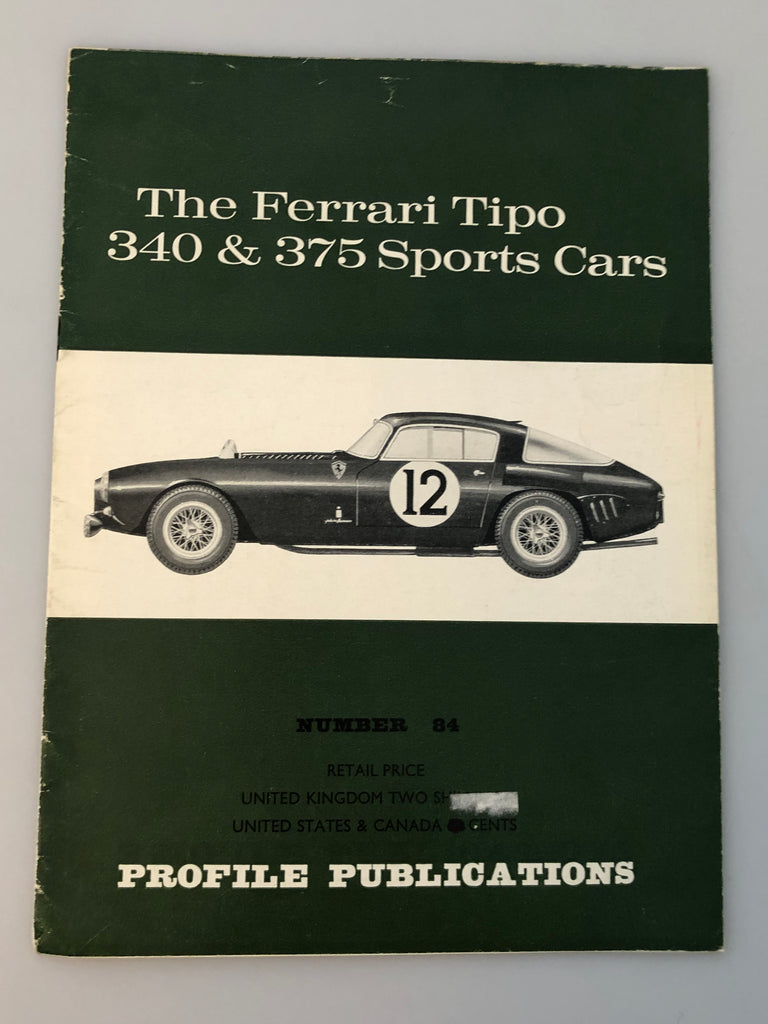 The Ferrari Tipo
340 & 375 Sports Cars
12
NUMBER 84
RETAIL PRICE
UNITED KINGDOM TWO
UNITED STATES & CANADA CENTS
PROFILE PUBLICATIONS